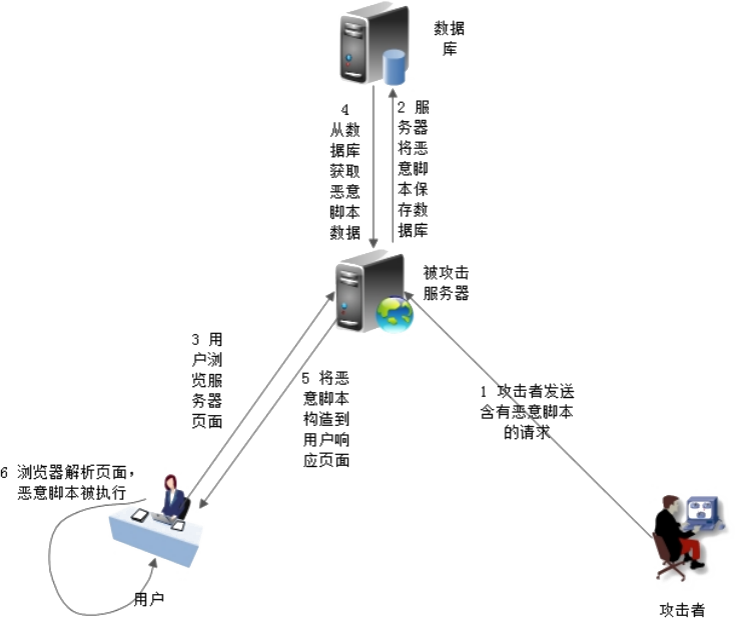 数据
库
4
从数
据库
获取
恶意
脚本
数据
2 服
务器
将恶
意脚
本保
存数
据库
被攻击
服务器
3 用
户浏
览服
务器
页面
5 将恶
意脚本
构造到
用户响
应页面
1 攻击者发送
含有恶意脚本
的请求
6 浏览器解析页面，
恶意脚本被执行
用户
攻击者